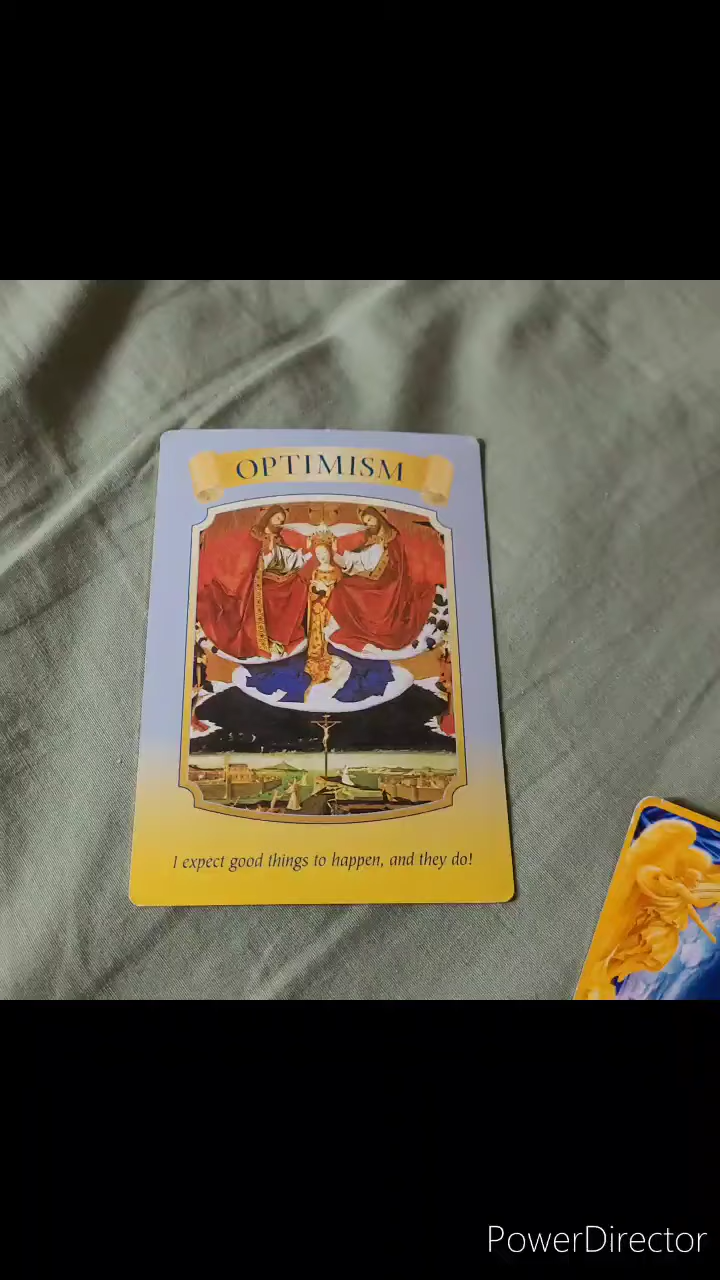 OPTIMISM
I expect good things to happen, and they do!
PowerDirector